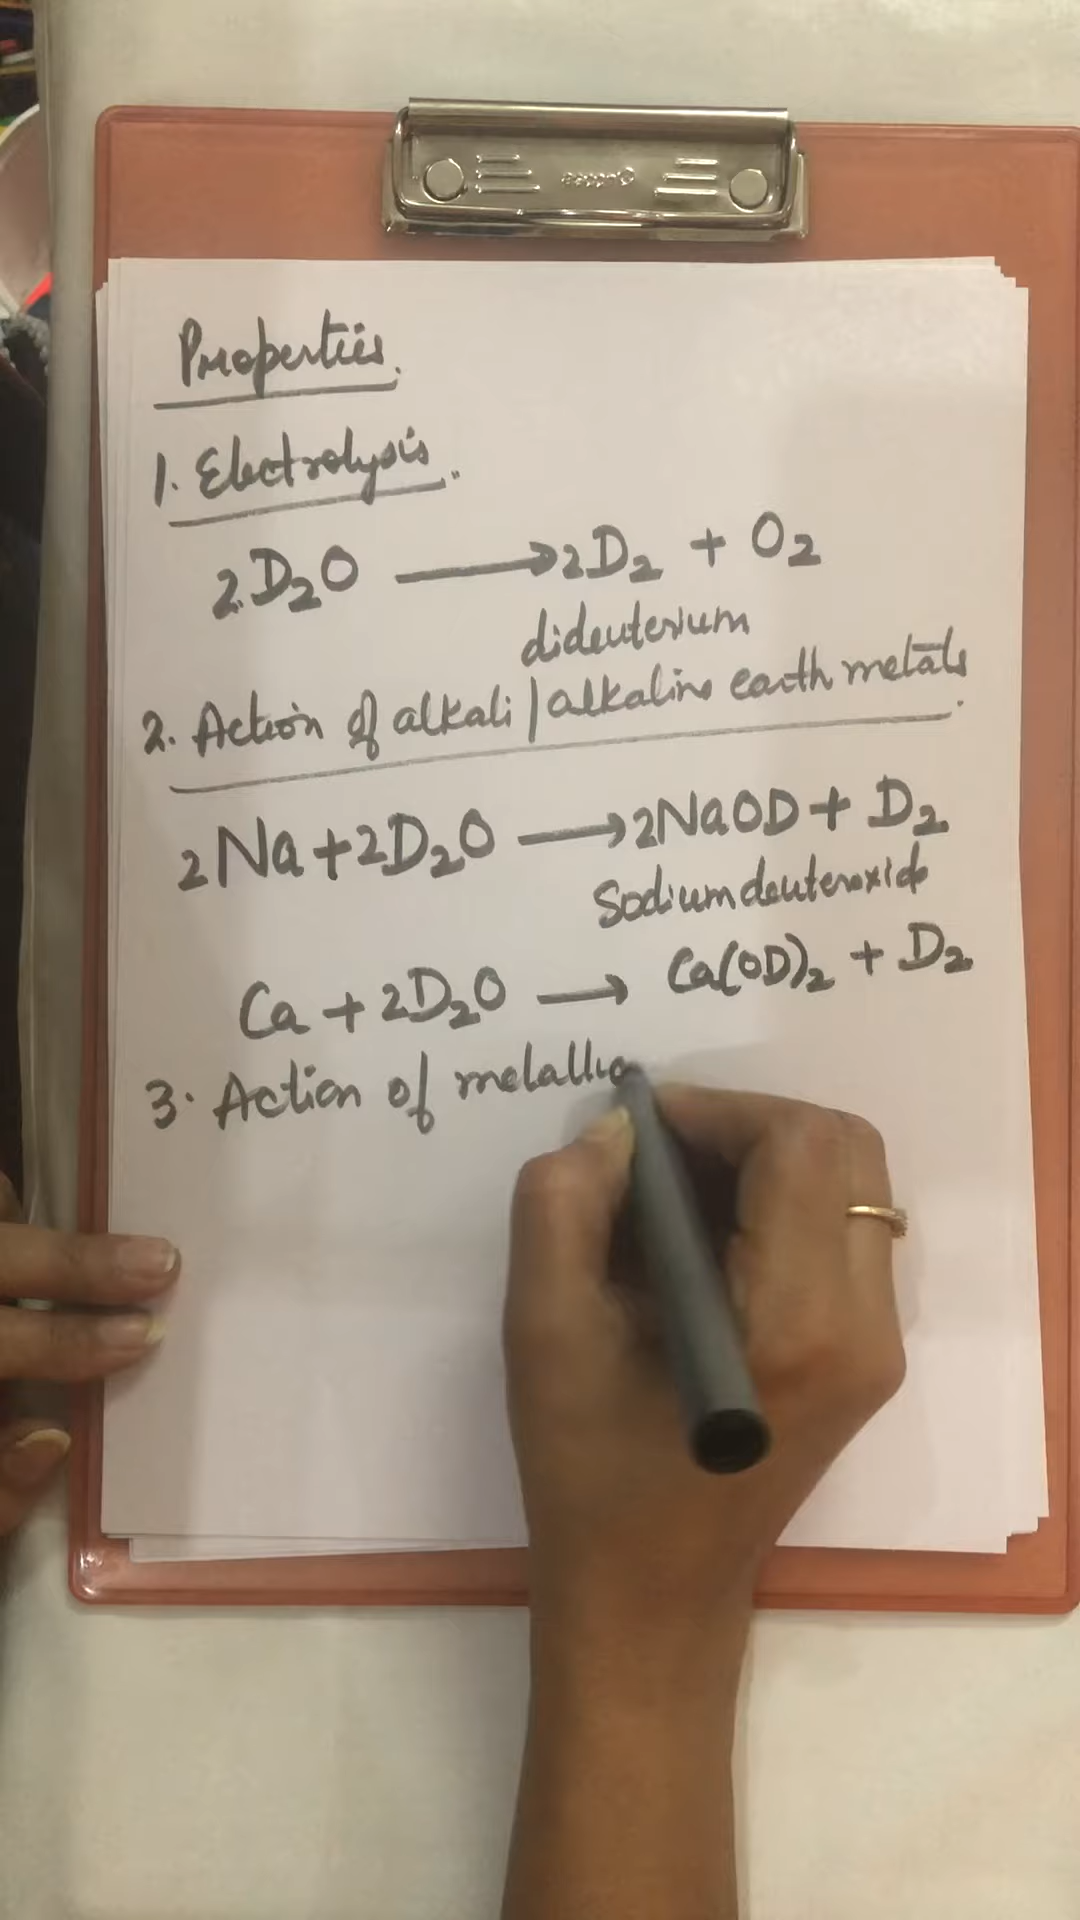 Properties.
1. Electrolysis.
2D₂O ⟶ 2D₂ + O₂
dideuterium
2. Action of alkali / alkaline earth metals.
2Na + 2D₂O ⟶ 2NaOD + D₂
Sodium deuteroxide
Ca + 2D₂O ⟶ Ca(OD)₂ + D₂
3. Action of